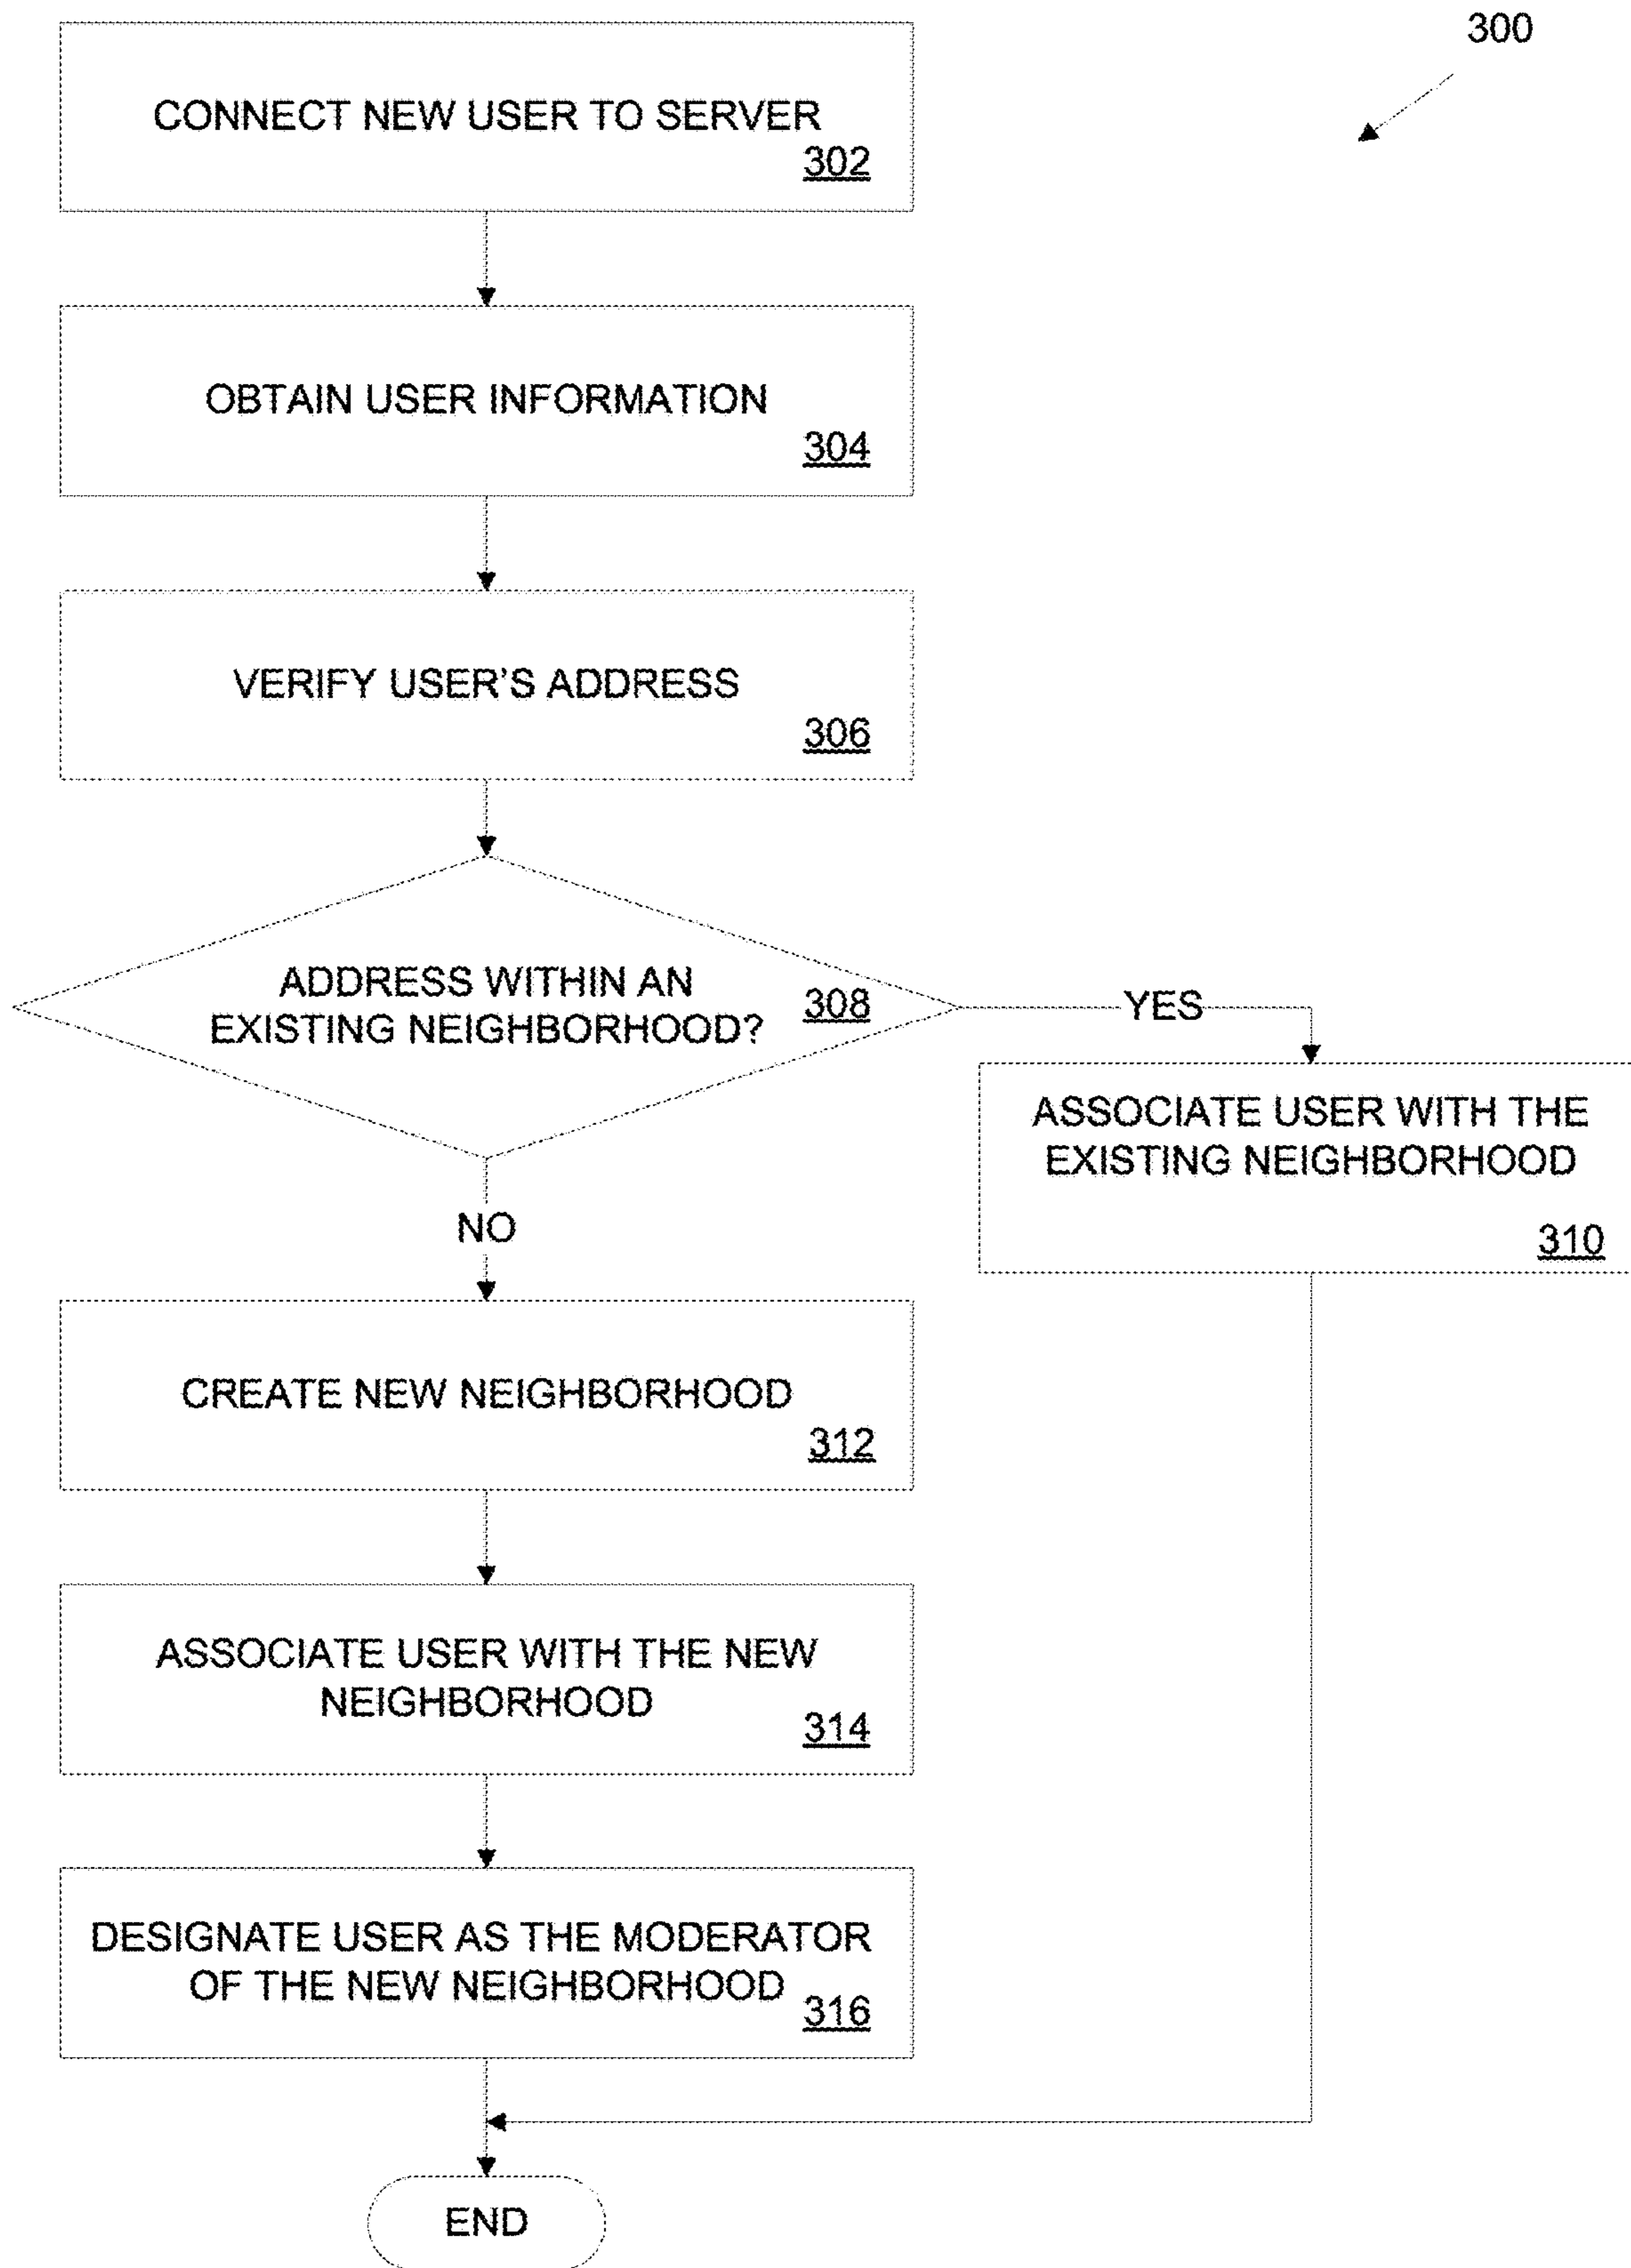 300
CONNECT NEW USER TO SERVER
302
OBTAIN USER INFORMATION
304
VERIFY USER'S ADDRESS
306
ADDRESS WITHIN AN
EXISTING NEIGHBORHOOD?
308
YES
ASSOCIATE USER WITH THE
EXISTING NEIGHBORHOOD
310
NO
CREATE NEW NEIGHBORHOOD
312
ASSOCIATE USER WITH THE NEW
NEIGHBORHOOD
314
DESIGNATE USER AS THE MODERATOR
OF THE NEW NEIGHBORHOOD
316
END